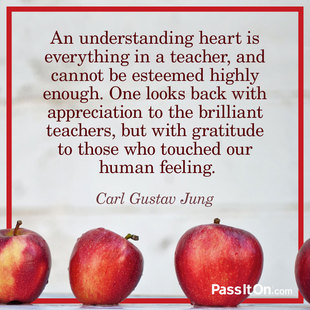 An understanding heart is
everything in a teacher, and
cannot be esteemed highly
enough. One looks back with
appreciation to the brilliant
teachers, but with gratitude
to those who touched our
human feeling.
Carl Gustav Jung
PassItOn.com